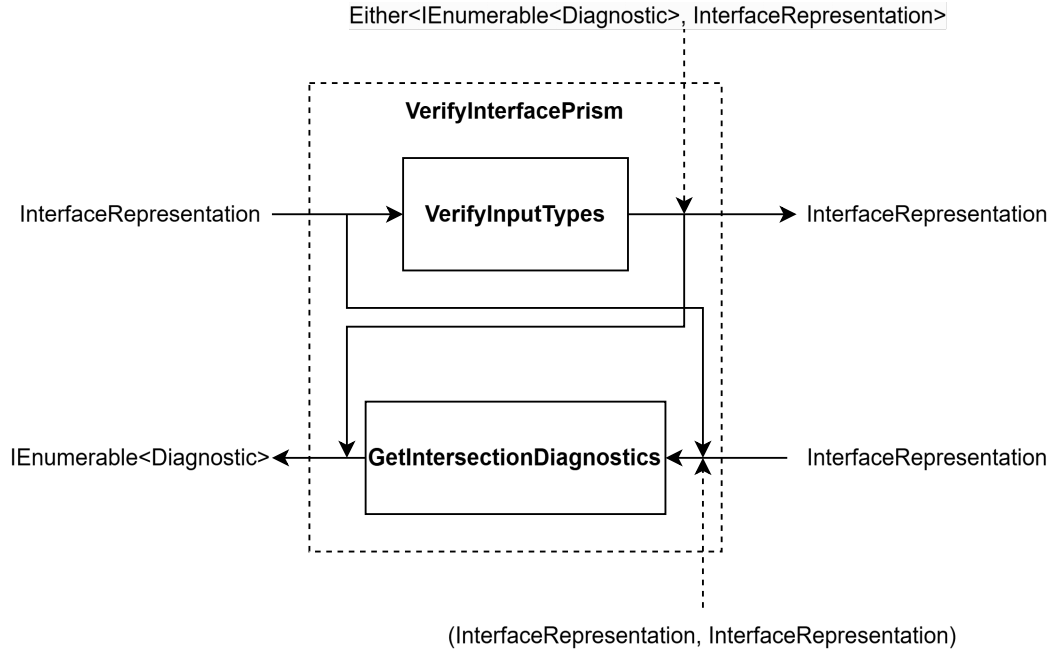 Either<IEnumerable<Diagnostic>, InterfaceRepresentation>
VerifyInterfacePrism
InterfaceRepresentation
VerifyInputTypes
InterfaceRepresentation
IEnumerable<Diagnostic>
GetIntersectionDiagnostics
InterfaceRepresentation
(InterfaceRepresentation, InterfaceRepresentation)